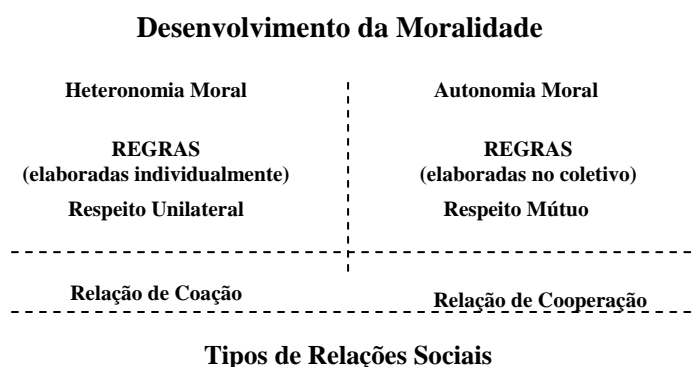 Desenvolvimento da Moralidade
Heteronomia Moral
Autonomia Moral
REGRAS
(elaboradas individualmente)
REGRAS
(elaboradas no coletivo)
Respeito Unilateral
Respeito Mútuo
Relação de Coação
Relação de Cooperação
Tipos de Relações Sociais